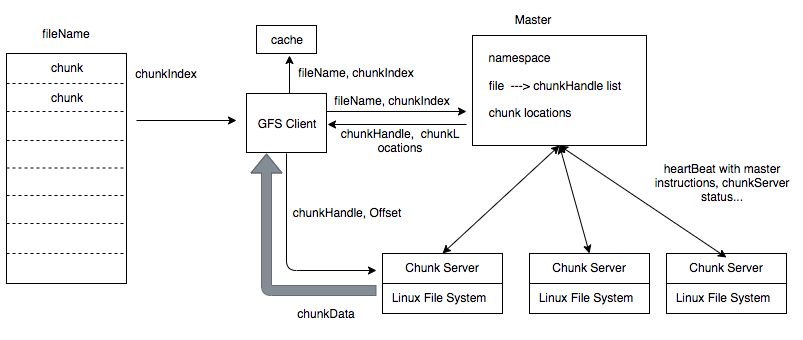 fileName
chunk
chunk
chunkIndex
cache
fileName, chunkIndex
GFS Client
fileName, chunkIndex
chunkHandle,  chunkL
ocations
Master
namespace
file  ---> chunkHandle list
chunk locations
heartBeat with master
instructions, chunkServer
status...
chunkHandle, Offset
chunkData
Chunk Server
Linux File System
Chunk Server
Linux File System
Chunk Server
Linux File System